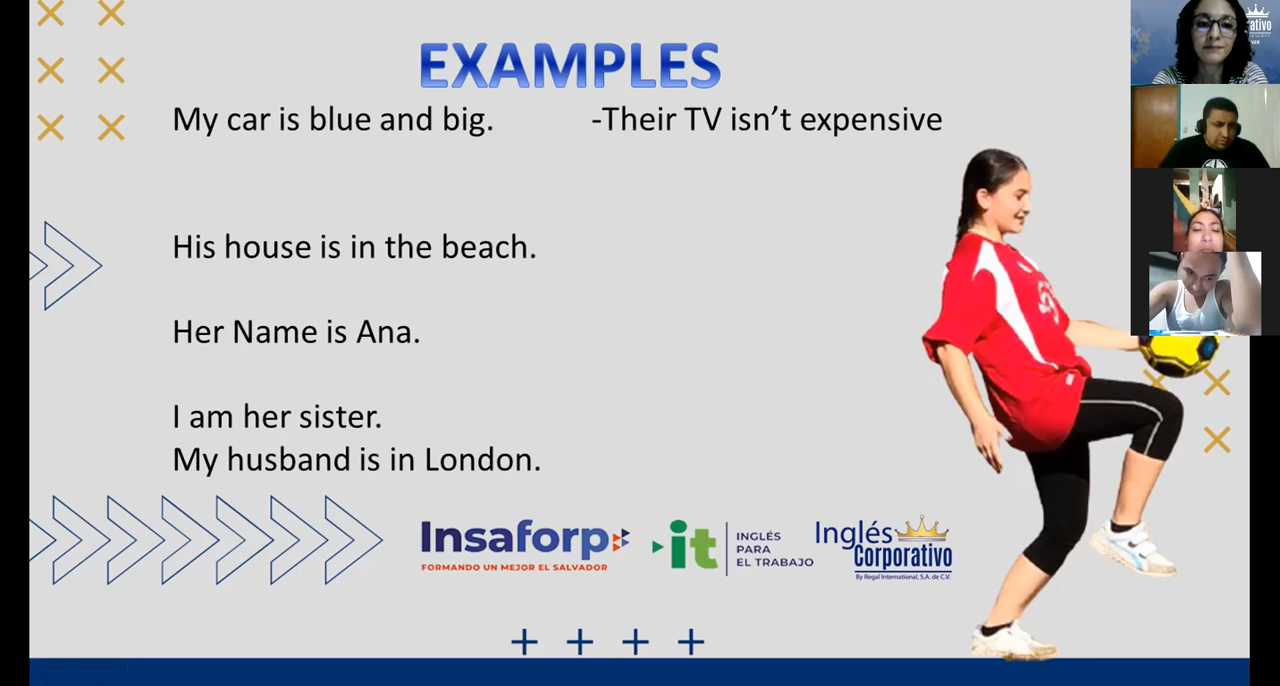 EXAMPLES
My car is blue and big.
-Their TV isn’t expensive
His house is in the beach.
Her Name is Ana.
I am her sister.
My husband is in London.
Insaforp
FORMANDO UN MEJOR EL SALVADOR
it
INGLÉS
PARA
EL TRABAJO
Inglés
Corporativo
By Regal International, S.A. de C.V.
ativo